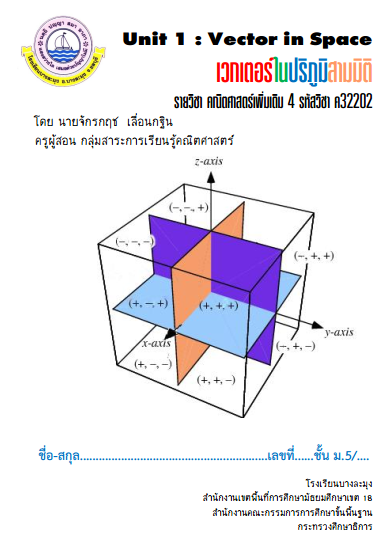 Unit 1 : Vector in Space
เวกเตอร์ในปริภูมิสามมิติ
รายวิชา คณิตศาสตร์เพิ่มเติม 4 รหัสวิชา ค32202
โดย นายจักรกฤช เลื่อนกฐิน
ครูผู้สอน กลุ่มสาระการเรียนรู้คณิตศาสตร์
z-axis
(–, –, +)
(–, –, –)
(–, +, +)
(+, –, +)
(+, +, +)
y-axis
x-axis
(–, +, –)
(+, –, –)
(+, +, –)
ชื่อ-สกุล..............................................................เลขที่......ชั้น ม.5/....
โรงเรียนบางละมุง
สำนักงานเขตพื้นที่การศึกษามัธยมศึกษาเขต 18
สำนักงานคณะกรรมการการศึกษาขั้นพื้นฐาน
กระทรวงศึกษาธิการ